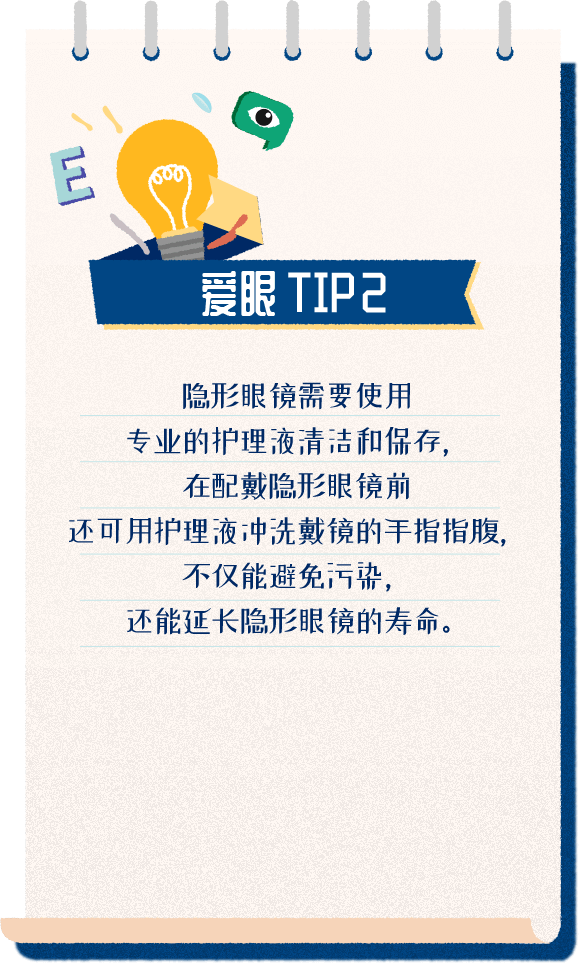 E
爱眼 TIP 2
隐形眼镜需要使用
专业的护理液清洁和保存，
在配戴隐形眼镜前
还可用护理液冲洗戴镜的手指指腹，
不仅能避免污染，
还能延长隐形眼镜的寿命。